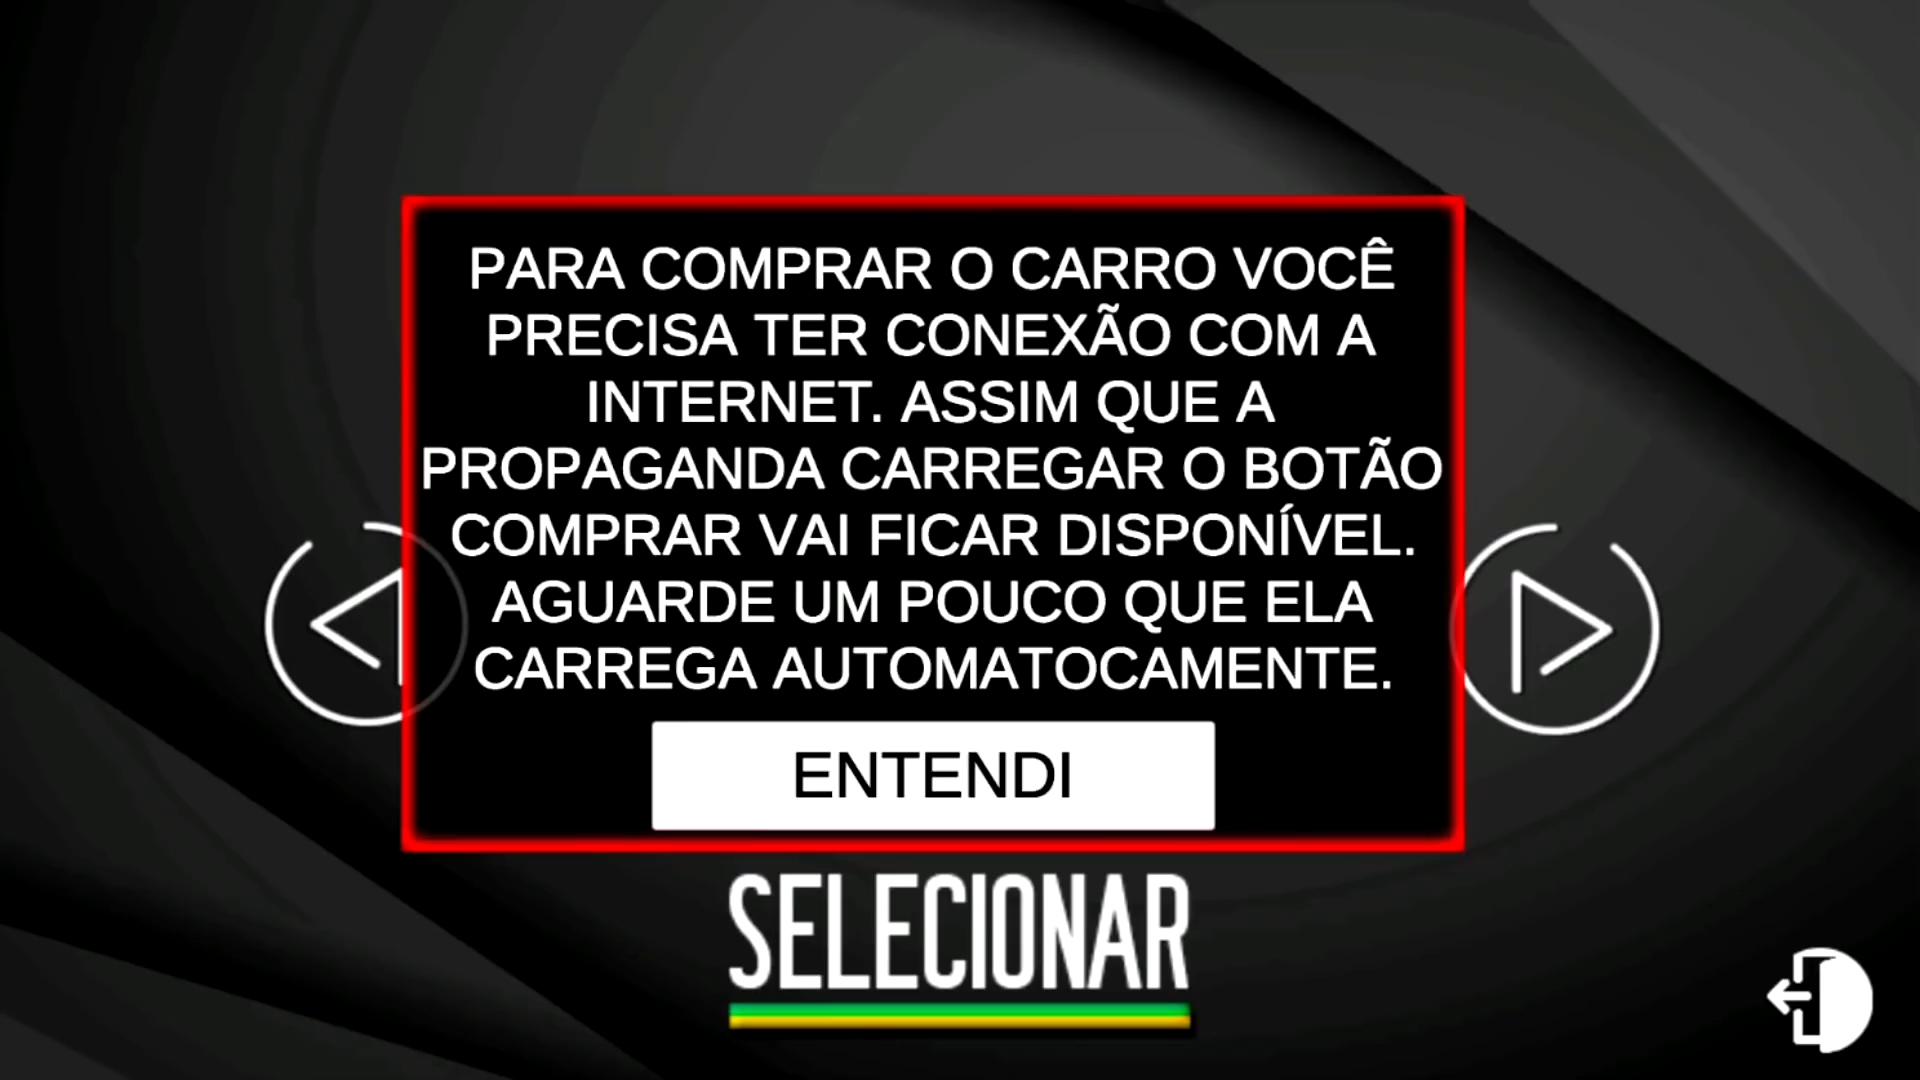 PARA COMPRAR O CARRO VOCÊ
PRECISA TER CONEXÃO COM A
INTERNET. ASSIM QUE A
PROPAGANDA CARREGAR O BOTÃO
COMPRAR VAI FICAR DISPONÍVEL.
AGUARDE UM POUCO QUE ELA
CARREGA AUTOMATOCAMENTE.
ENTENDI
SELECIONAR